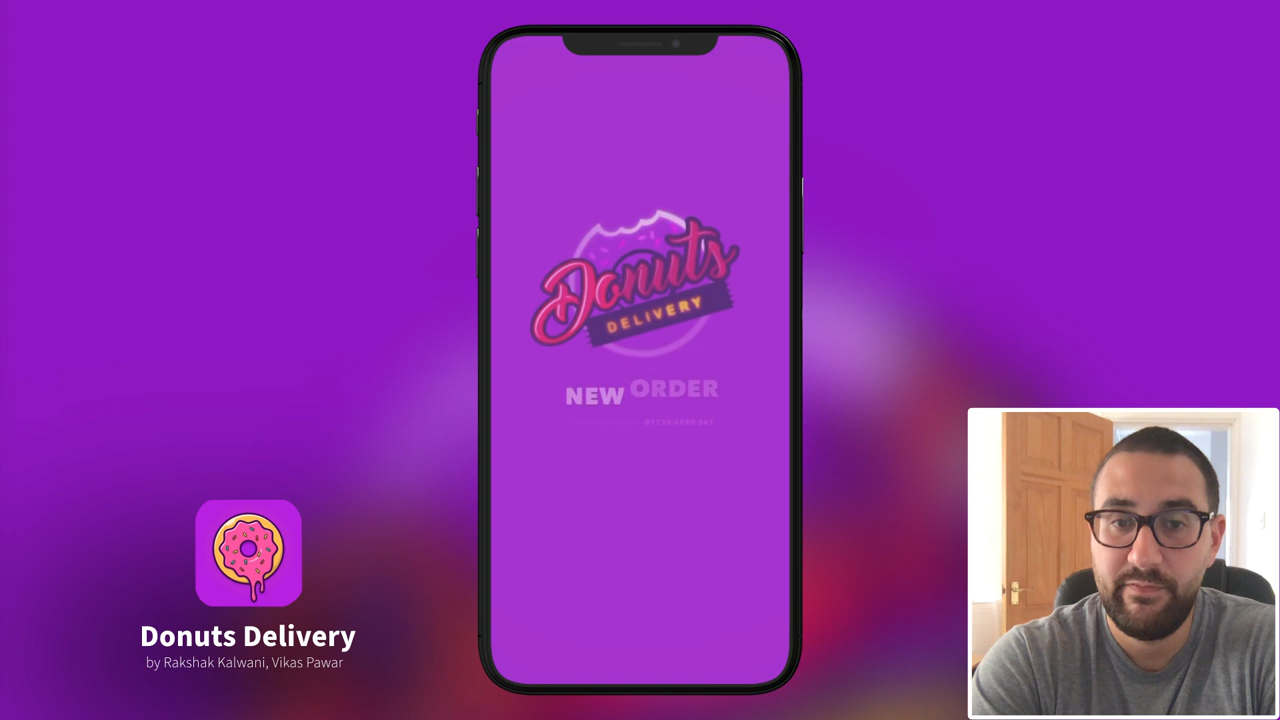 Donuts
DELIVERY
NEW ORDER
Donuts Delivery
by Rakshak Kalwani, Vikas Pawar